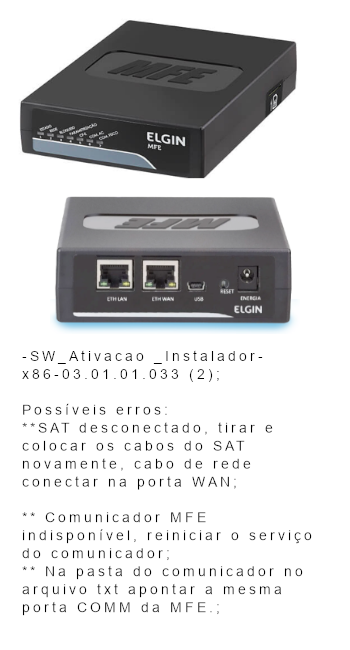 MFE
ELGIN
MFE
MFE
ETH LAN
ETH WAN
USB
RESET
ENERGIA
ELGIN
-SW_Ativacao _Instalador-
x86-03.01.01.033 (2);
Possíveis erros:
**SAT desconectado, tirar e
colocar os cabos do SAT
novamente, cabo de rede
conectar na porta WAN;
** Comunicador MFE
indisponível, reiniciar o serviço
do comunicador;
** Na pasta do comunicador no
arquivo txt apontar a mesma
porta COMM da MFE.;